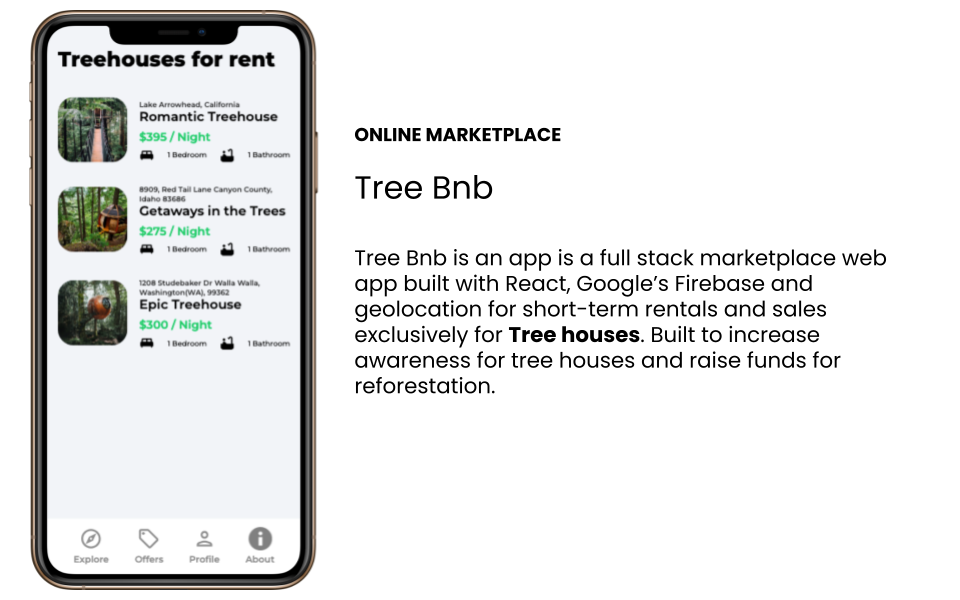 Treehouses for rent
Lake Arrowhead, California
Romantic Treehouse
$395 / Night
1 Bedroom 1 Bathroom
8909, Red Tail Lane Canyon County,
Idaho 83686
Getaways in the Trees
$275 / Night
1 Bedroom 1 Bathroom
1208 Studebaker Dr Walla Walla,
Washington(WA), 99362
Epic Treehouse
$300 / Night
1 Bedroom 1 Bathroom
Explore Offers Profile About
ONLINE MARKETPLACE
Tree Bnb
Tree Bnb is an app is a full stack marketplace web
app built with React, Google’s Firebase and
geolocation for short-term rentals and sales
exclusively for Tree houses. Built to increase
awareness for tree houses and raise funds for
reforestation.